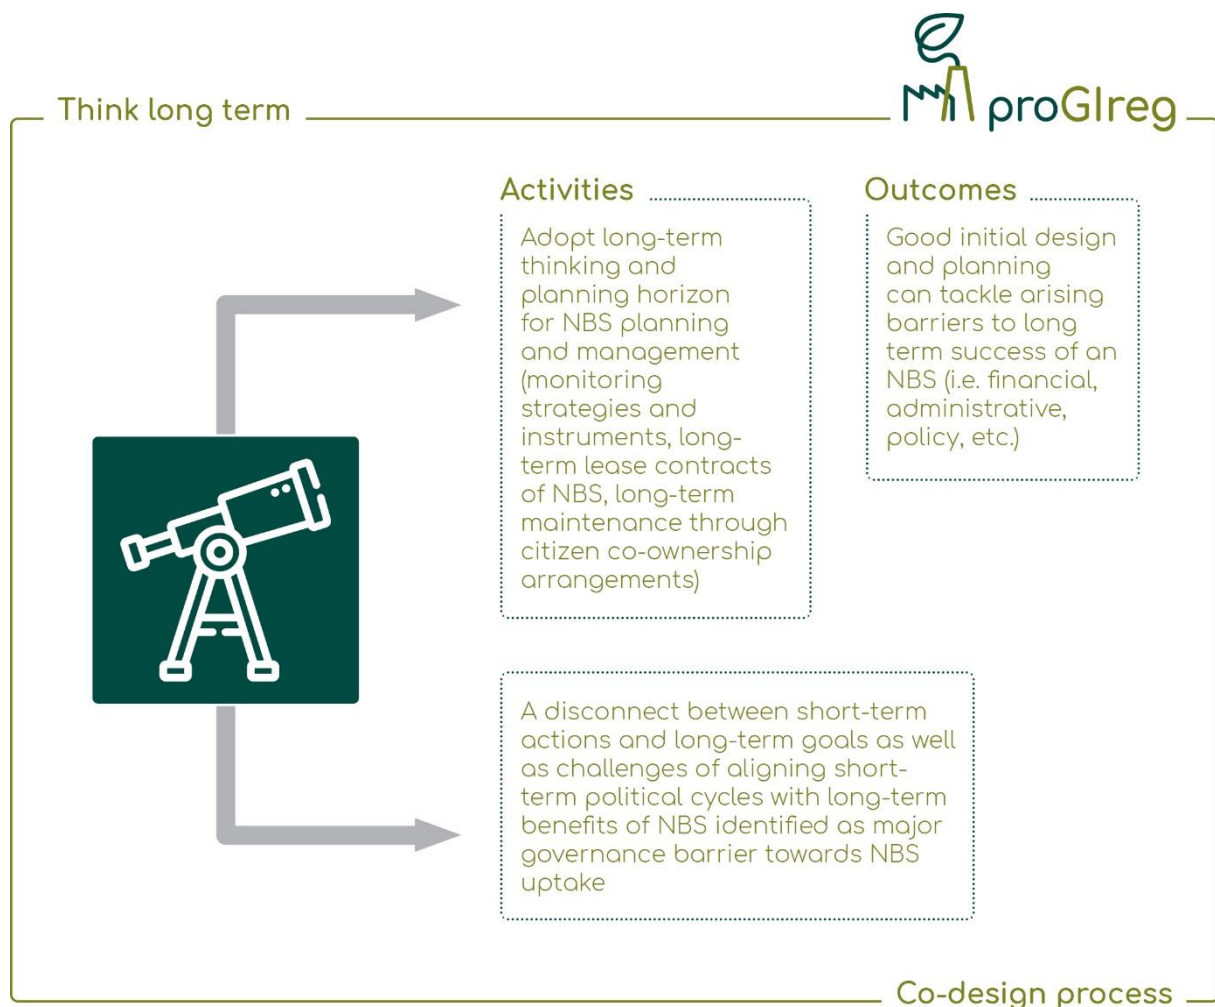 Think long term
proGIreg
Activities
Adopt long-term
thinking and
planning horizon
for NBS planning
and management
(monitoring
strategies and
instruments, long-
term lease contracts
of NBS, long-term
maintenance through
citizen co-ownership
arrangements)
Outcomes
Good initial design
and planning
can tackle arising
barriers to long
term success of an
NBS (i.e. financial,
administrative,
policy, etc.)
A disconnect between short-term
actions and long-term goals as well
as challenges of aligning short-
term political cycles with long-term
benefits of NBS identified as major
governance barrier towards NBS
uptake
Co-design process